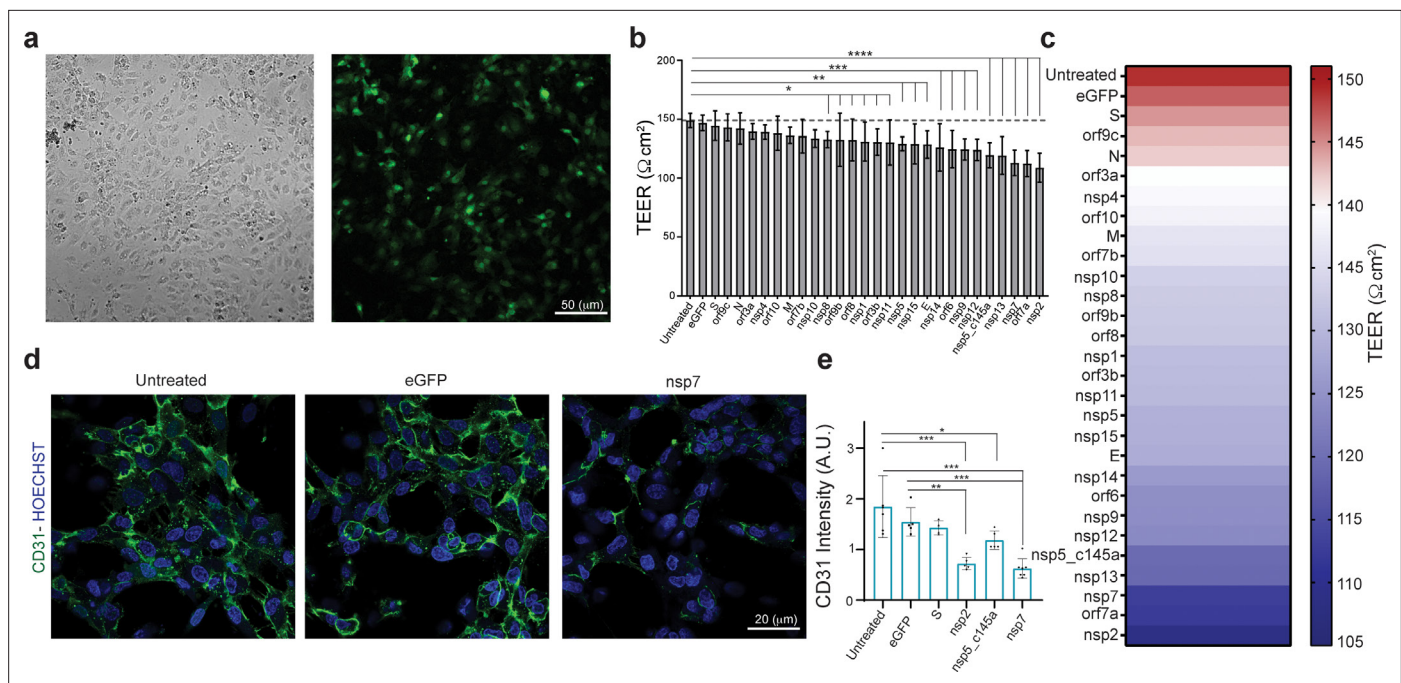 a
50 (μm)
b
****
***
**
*
TEER (Ω cm²)
200
150
100
50
0
Untreated
eGFP
S
orf9c
N
orf3a
nsp4
orf10
M
orf7b
nsp10
nsp8
orf9b
orf8
nsp1
orf3b
nsp11
nsp5
nsp15
E
nsp14
orf6
nsp9
nsp12
nsp5_c145a
nsp13
nsp7
orf7a
nsp2
c
Untreated
eGFP
S
orf9c
N
orf3a
nsp4
orf10
M
orf7b
nsp10
nsp8
orf9b
orf8
nsp1
orf3b
nsp11
nsp5
nsp15
E
nsp14
orf6
nsp9
nsp12
nsp5_c145a
nsp13
nsp7
orf7a
nsp2
150
145
140
135
130
125
120
115
110
105
TEER (Ω cm²)
d
Untreated
eGFP
nsp7
CD31- HOECHST
20 (μm)
e
*
***
***
***
**
CD31 Intensity (A.U.)
3
2
1
0
Untreated
eGFP
S
nsp2
nsp5_c145a
nsp7